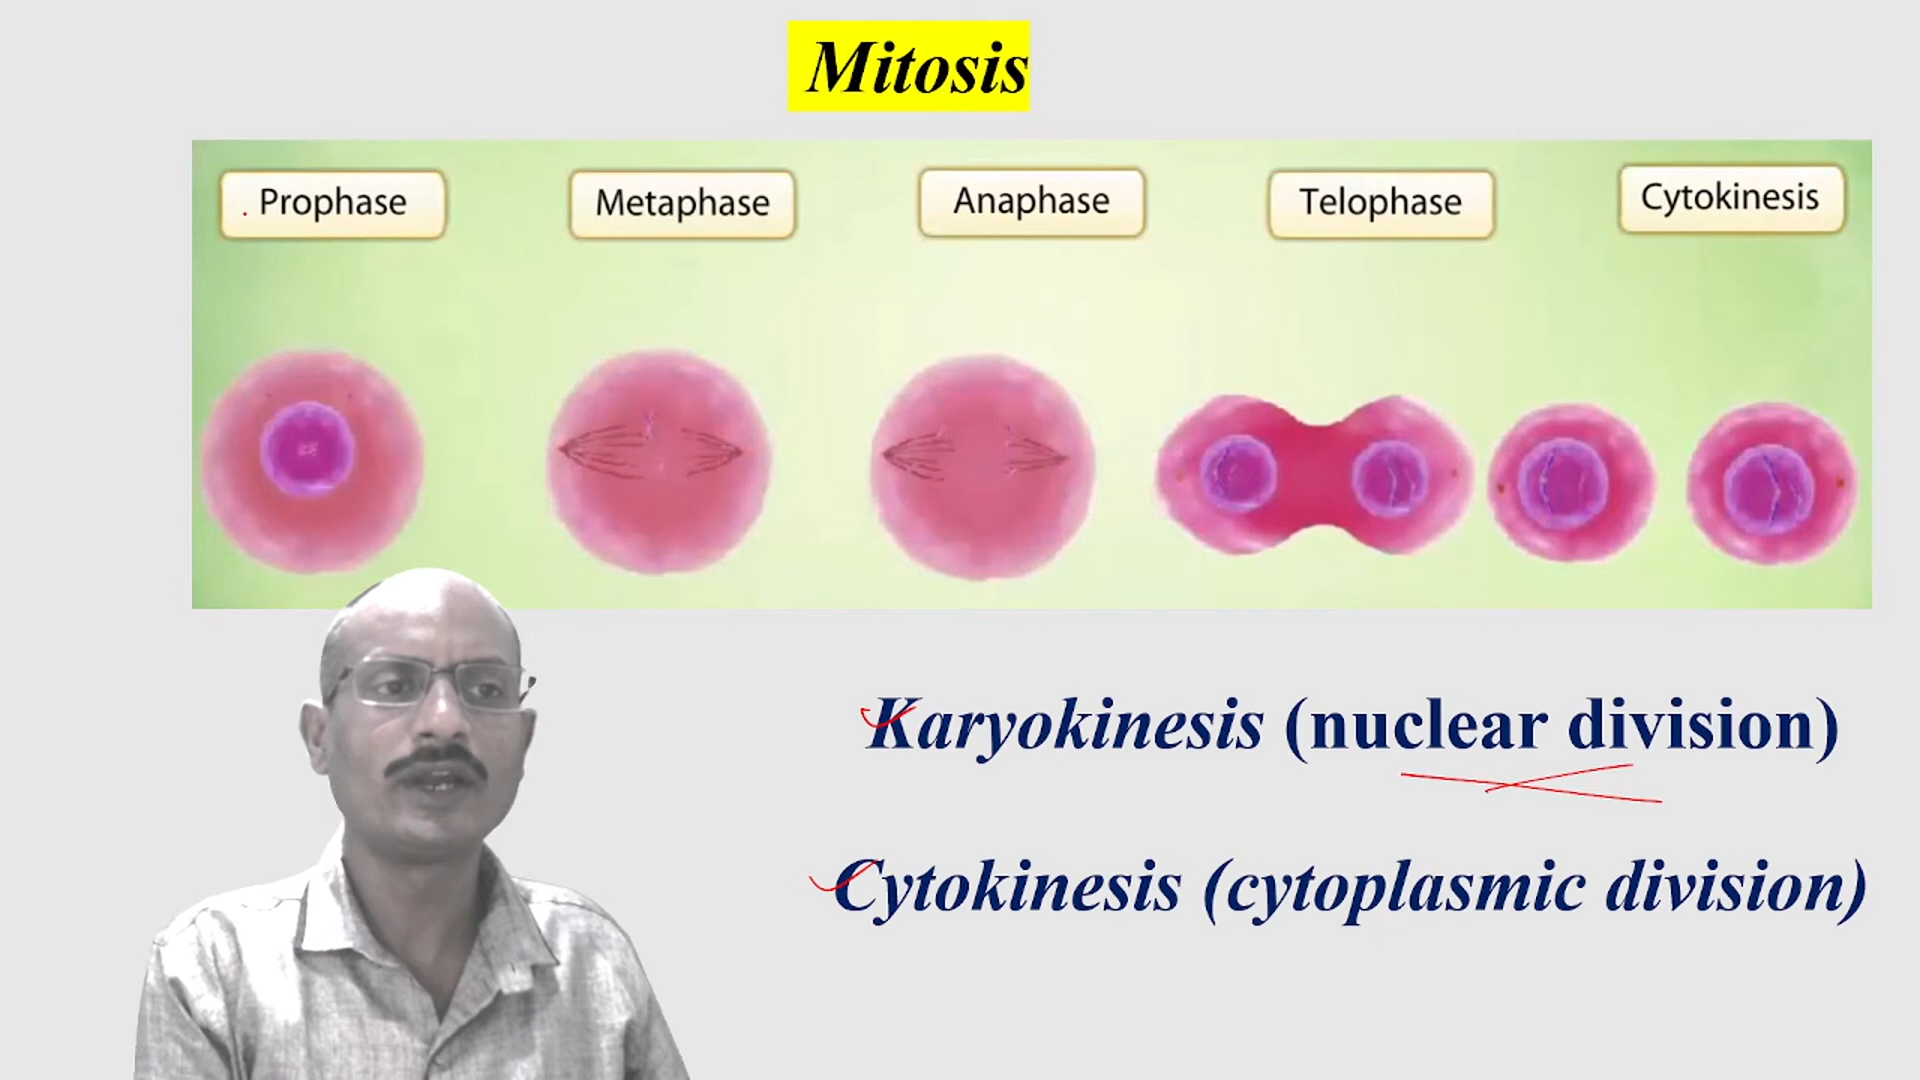 Mitosis
Prophase
Metaphase
Anaphase
Telophase
Cytokinesis
Karyokinesis (nuclear division)
Cytokinesis (cytoplasmic division)